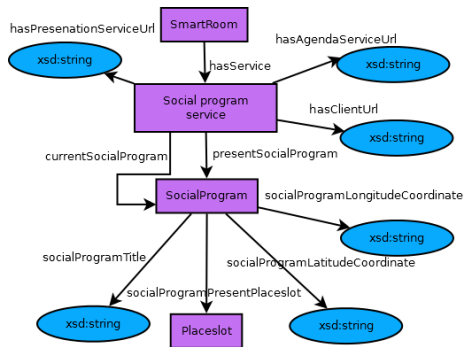 hasPresenationServiceUrl
SmartRoom
hasAgendaServiceUrl
xsd:string
hasService
xsd:string
Social program
service
hasClientUrl
xsd:string
currentSocialProgram
presentSocialProgram
SocialProgram
socialProgramLongitudeCoordinate
xsd:string
socialProgramTitle
socialProgramLatitudeCoordinate
socialProgramPresentPlaceslot
xsd:string
Placeslot
xsd:string